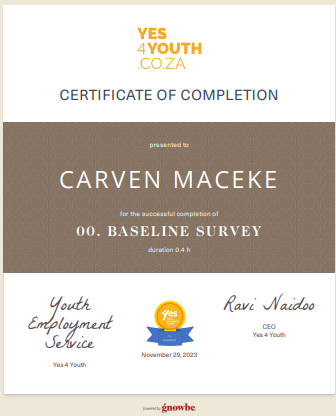 YES
4YOUTH
.CO.ZA
CERTIFICATE OF COMPLETION
presented to
CARVEN MACEKE
for the successful completion of
00. BASELINE SURVEY
duration 0.4 h
Youth
Employment
Service
Yes 4 Youth
yes
November 29, 2023
Ravi Naidoo
CEO
Yes 4 Youth
powered by gnowbe